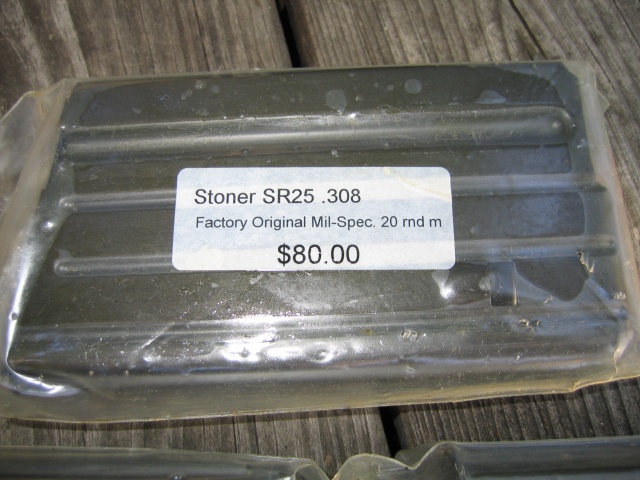 Stoner SR25 .308
Factory Original Mil-Spec. 20 rnd m
$80.00